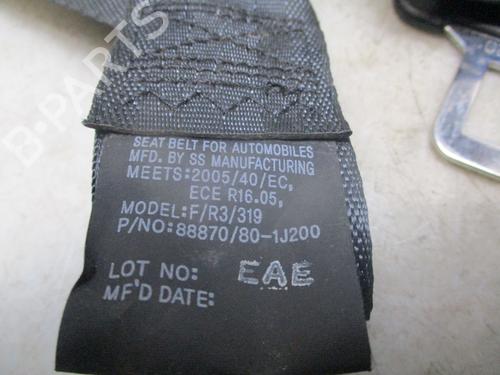 B-PARTS
SEAT BELT FOR AUTOMOBILES
MFD. BY SS MANUFACTURING
MEETS:2005/40/EC,
ECE R16.05,
MODEL:F/R3/319
P/NO:88870/80-1J200
LOT NO: EAE
MF'D DATE: